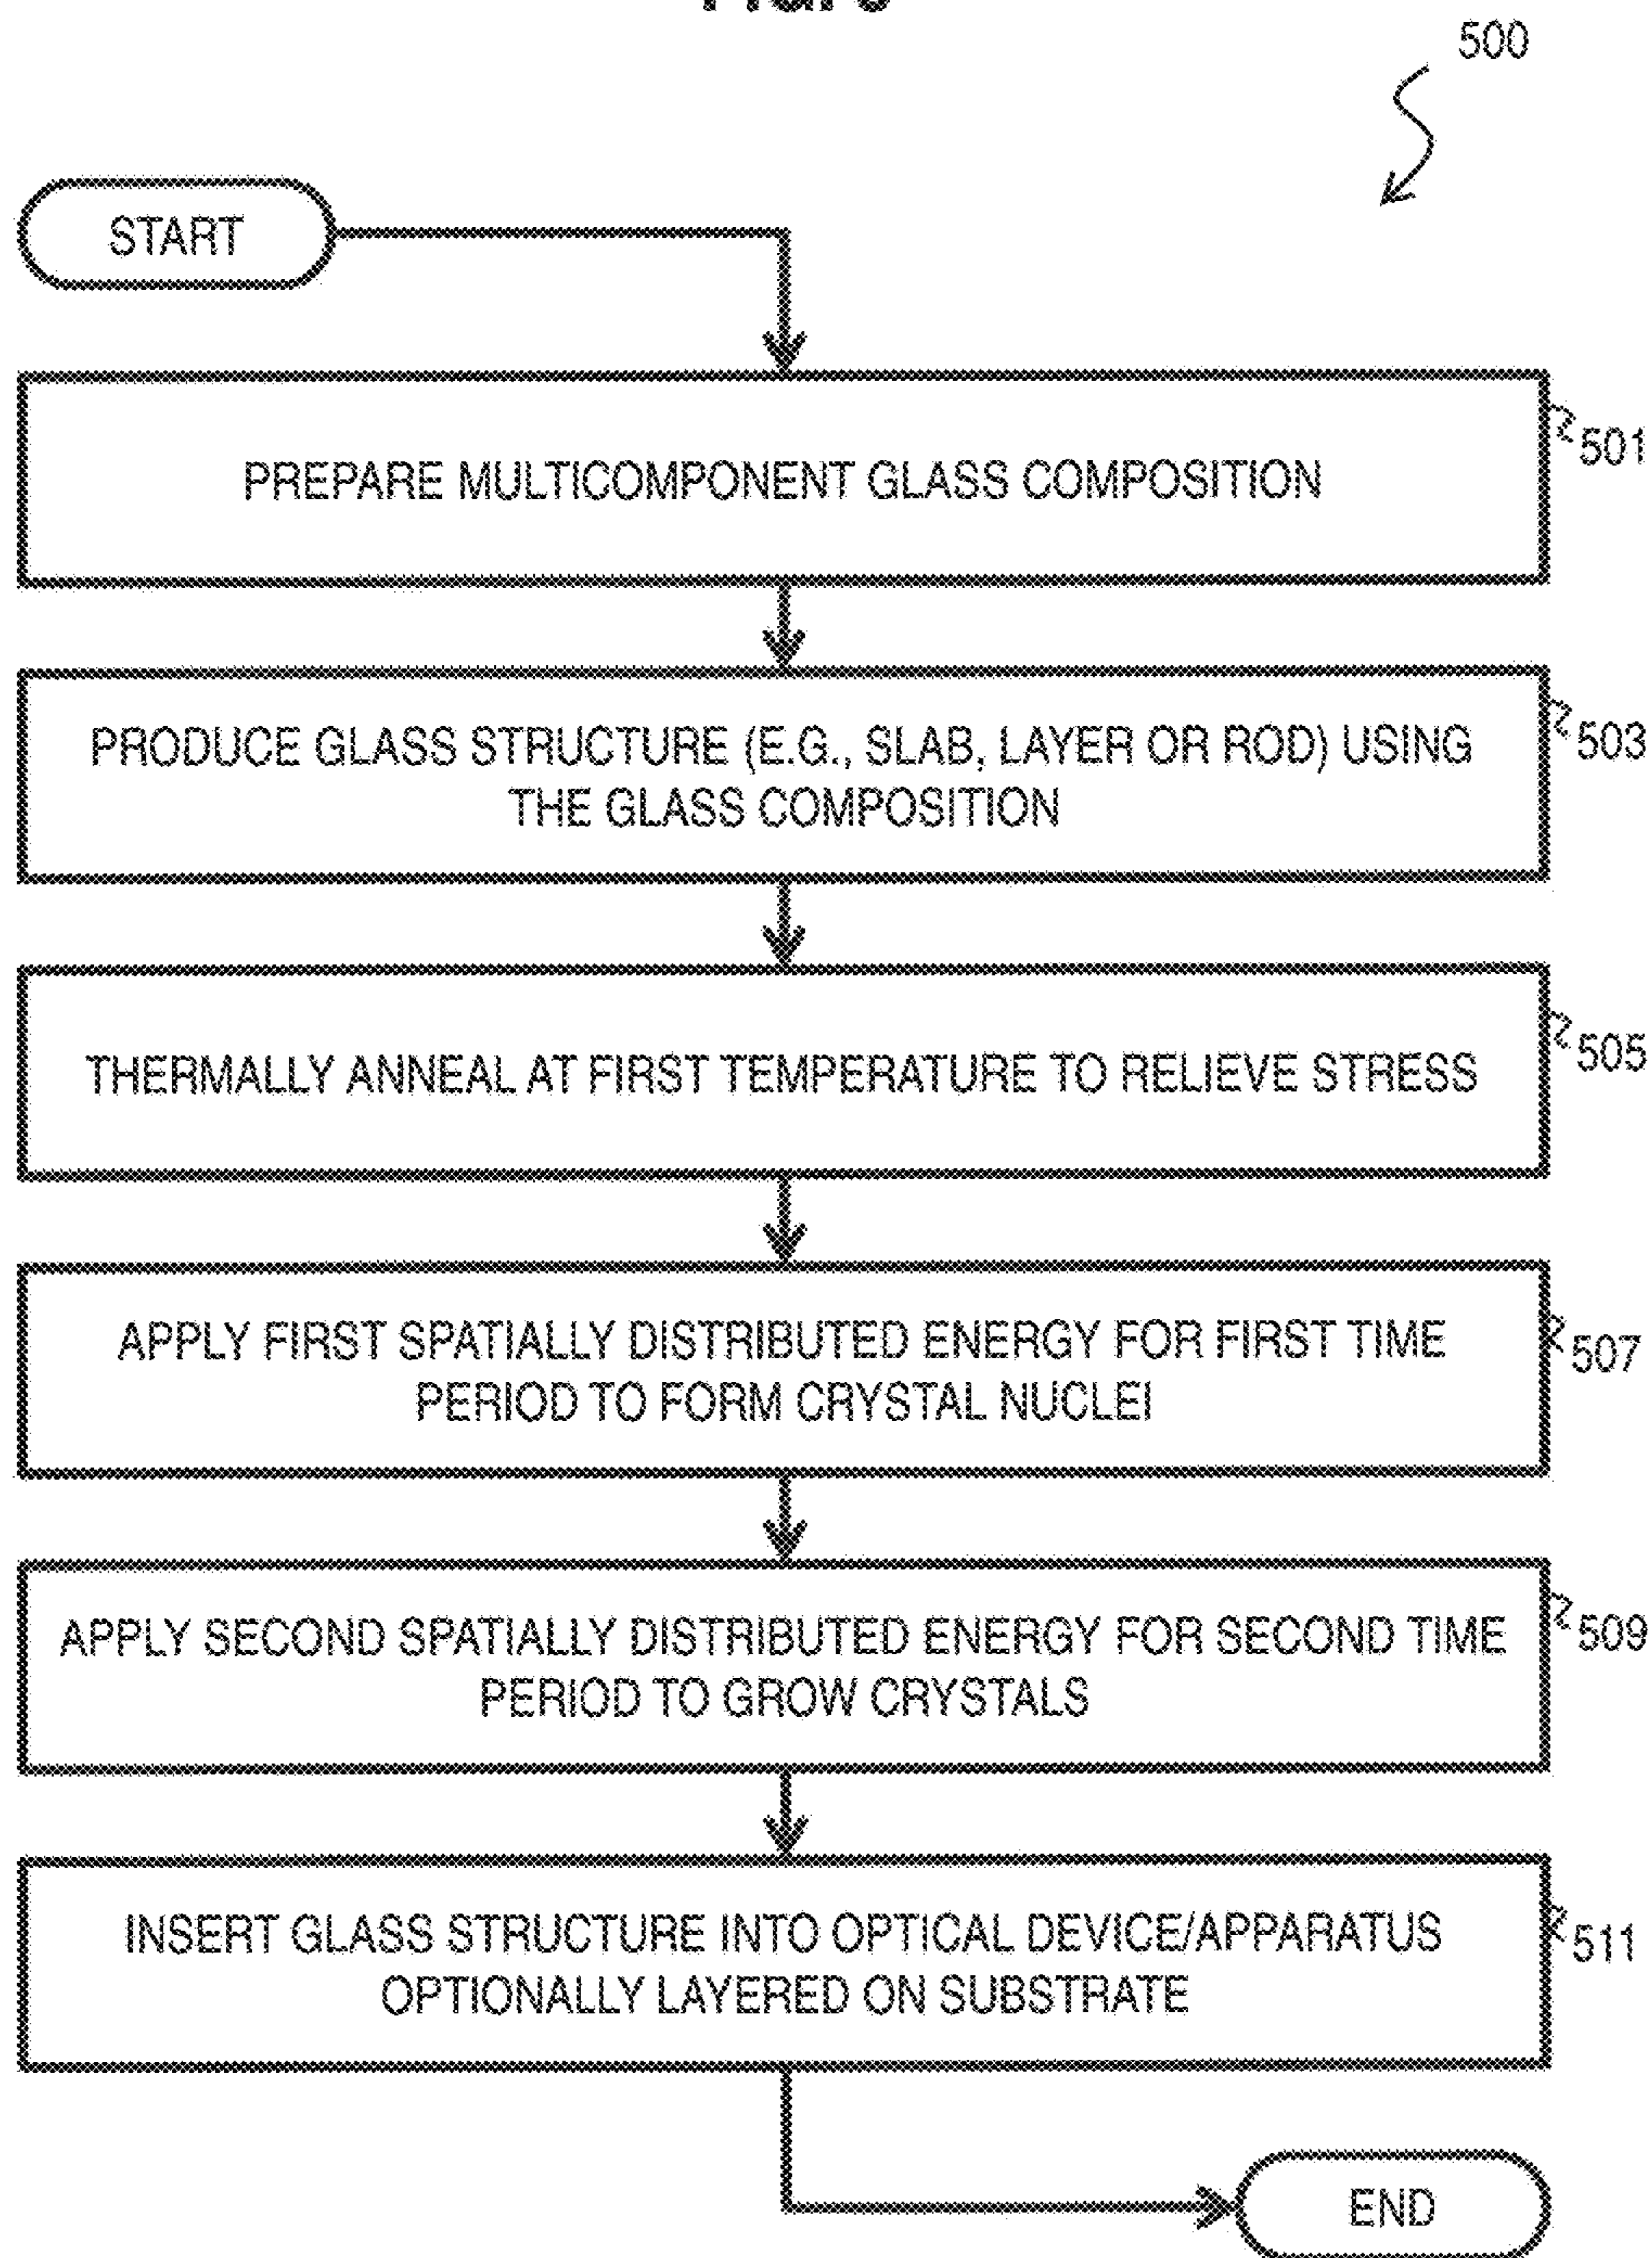 500
START
PREPARE MULTICOMPONENT GLASS COMPOSITION
501
PRODUCE GLASS STRUCTURE (E.G., SLAB, LAYER OR ROD) USING
THE GLASS COMPOSITION
503
THERMALLY ANNEAL AT FIRST TEMPERATURE TO RELIEVE STRESS
505
APPLY FIRST SPATIALLY DISTRIBUTED ENERGY FOR FIRST TIME
PERIOD TO FORM CRYSTAL NUCLEI
507
APPLY SECOND SPATIALLY DISTRIBUTED ENERGY FOR SECOND TIME
PERIOD TO GROW CRYSTALS
509
INSERT GLASS STRUCTURE INTO OPTICAL DEVICE/APPARATUS
OPTIONALLY LAYERED ON SUBSTRATE
511
END